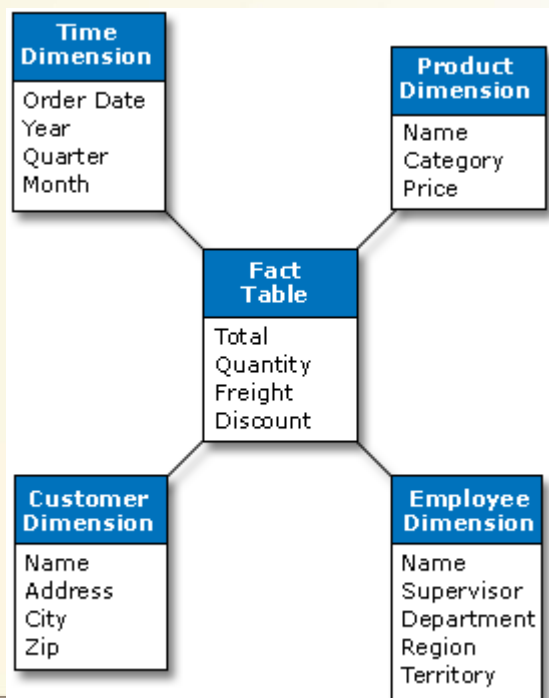 Time
Dimension
Order Date
Year
Quarter
Month
Product
Dimension
Name
Category
Price
Fact
Table
Total
Quantity
Freight
Discount
Customer
Dimension
Name
Address
City
Zip
Employee
Dimension
Name
Supervisor
Department
Region
Territory